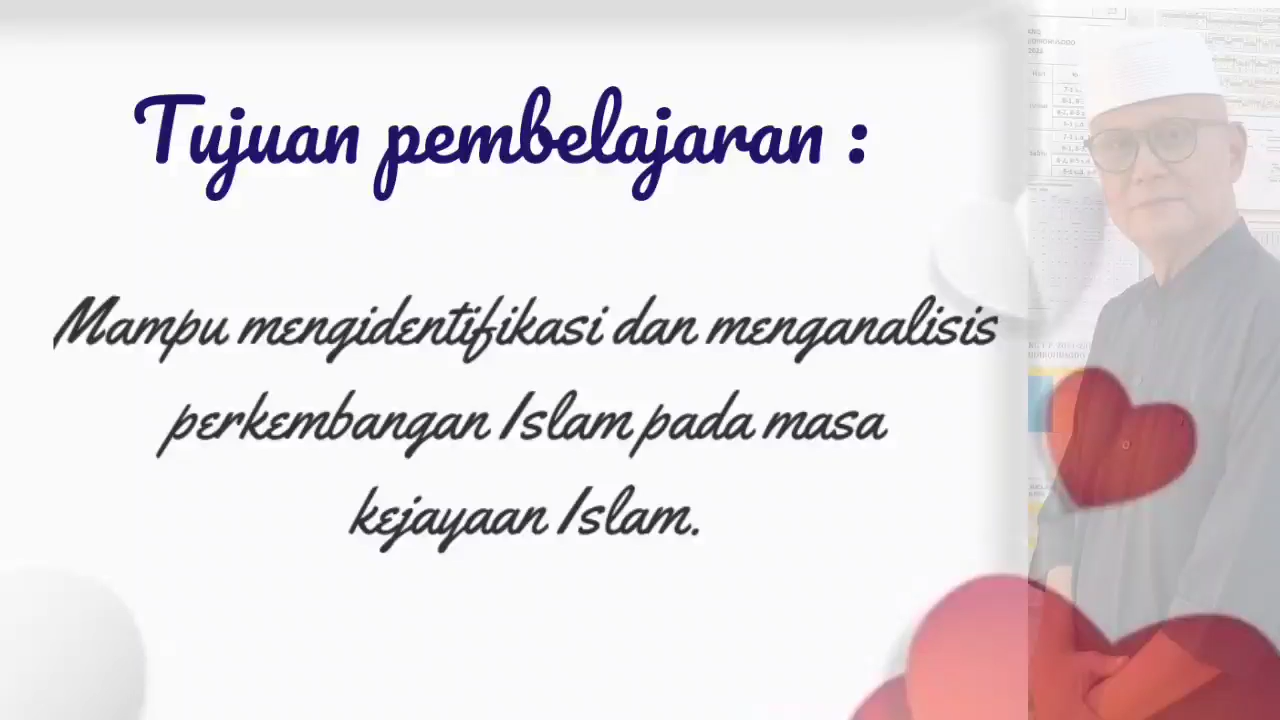 Tujuan pembelajaran :
Mampu mengidentifikasi dan menganalisis
perkembangan Islam pada masa
kejayaan Islam.